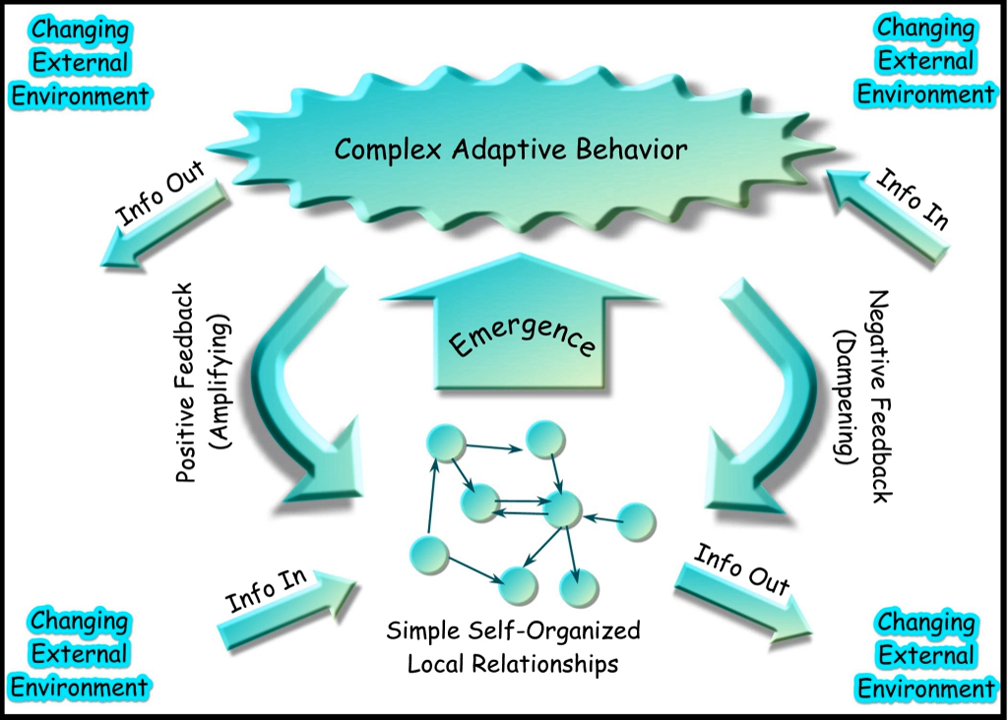 Changing
External
Environment
Changing
External
Environment
Complex Adaptive Behavior
Info Out
Info In
Emergence
Positive Feedback
(Amplifying)
Negative Feedback
(Dampening)
Info In
Info Out
Simple Self-Organized
Local Relationships
Changing
External
Environment
Changing
External
Environment